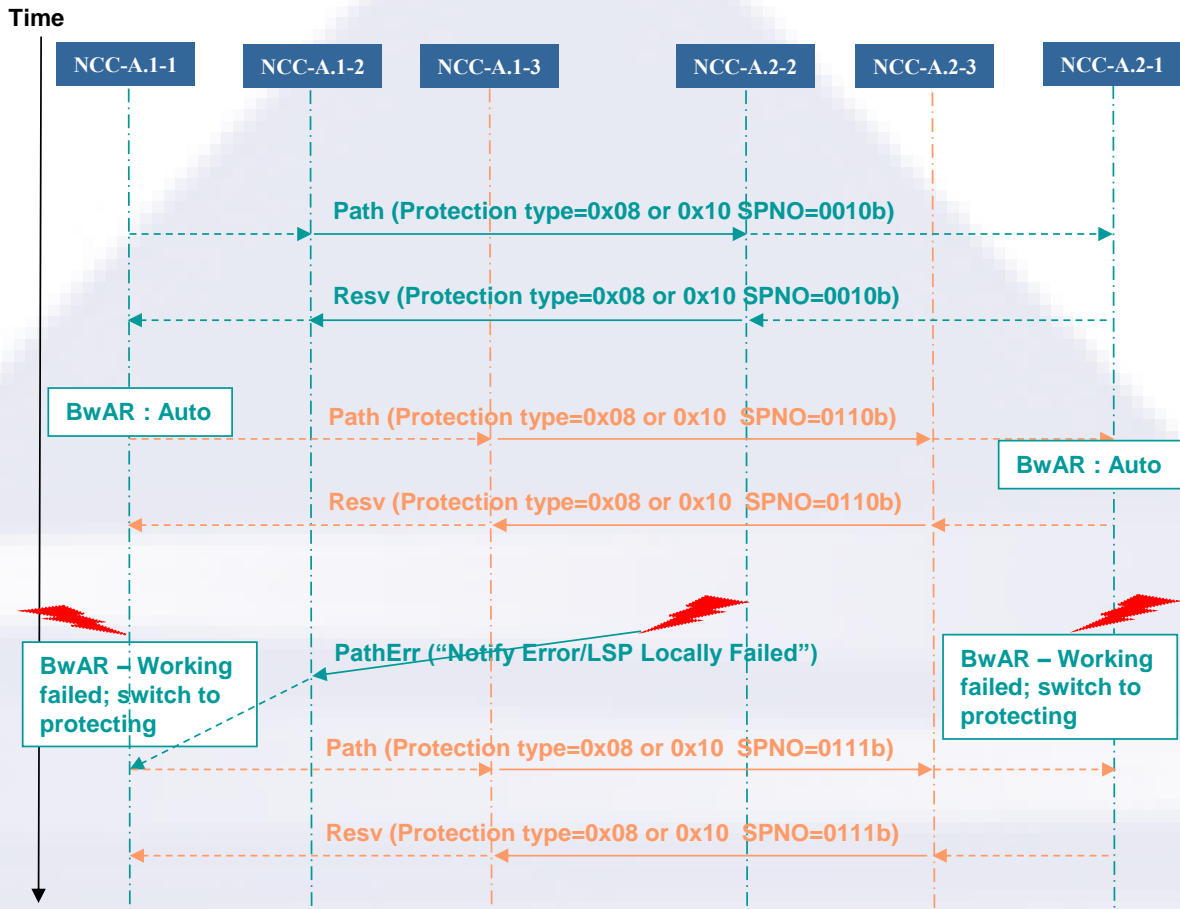 Time
NCC-A.1-1
NCC-A.1-2
NCC-A.1-3
NCC-A.2-2
NCC-A.2-3
NCC-A.2-1
Path (Protection type=0x08 or 0x10 SPNO=0010b)
Resv (Protection type=0x08 or 0x10 SPNO=0010b)
BwAR : Auto
Path (Protection type=0x08 or 0x10 SPNO=0110b)
BwAR : Auto
Resv (Protection type=0x08 or 0x10 SPNO=0110b)
PathErr (“Notify Error/LSP Locally Failed”)
BwAR – Working
failed; switch to
protecting
BwAR – Working
failed; switch to
protecting
Path (Protection type=0x08 or 0x10 SPNO=0111b)
Resv (Protection type=0x08 or 0x10 SPNO=0111b)